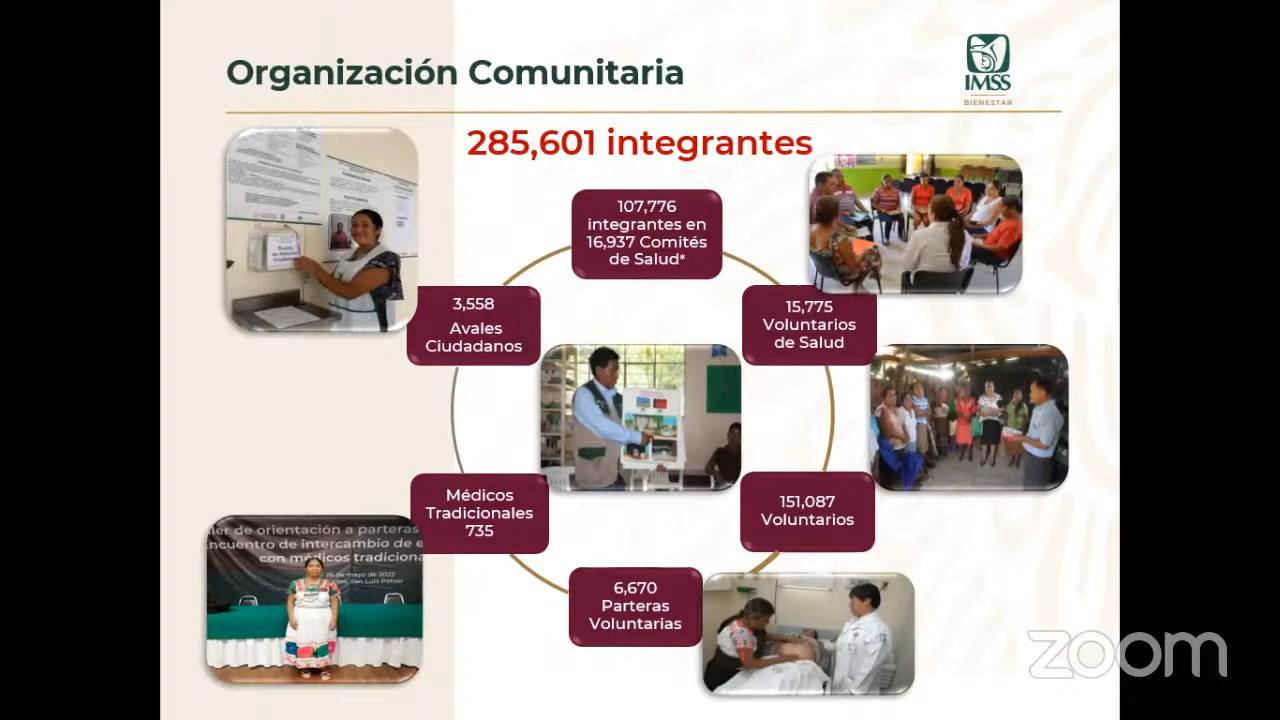 Organización Comunitaria
IMSS
BIENESTAR
285,601 integrantes
107,776
integrantes en
16,937 Comités
de Salud*
3,558
Avales
Ciudadanos
15,775
Voluntarios
de Salud
Médicos
Tradicionales
735
151,087
Voluntarios
6,670
Parteras
Voluntarias
ler de orientación a parteras
ncuentro de intercambio de e
con médicos tradiciona
26 de mayo de 2022
San Luis Potosí
zoom